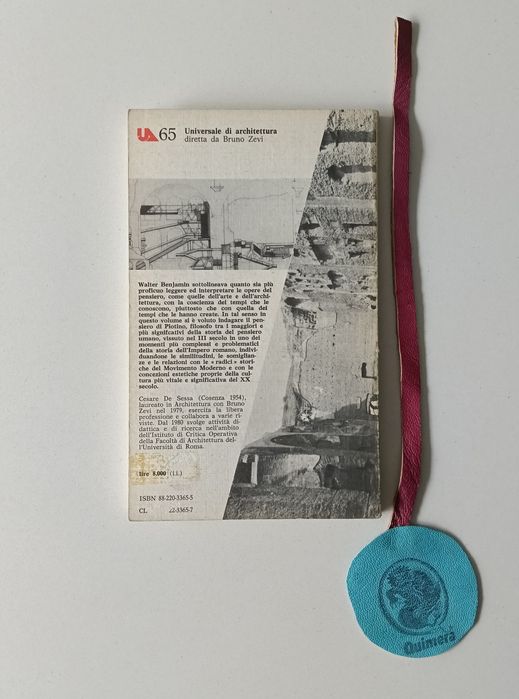 UA 65 Universale di architettura
diretta da Bruno Zevi
Walter Benjamin sottolineava quanto sia più
proficuo leggere ed interpretare le opere del
pensiero, come quelle dell'arte e dell'archi-
tettura, con la coscienza dei tempi che le
conoscono, piuttosto che con quella dei
tempi che le hanno create. In tal senso in
questo volume si è voluto indagare il pen-
siero di Plotino, filosofo tra i maggiori e
più significativi della storia del pensiero
umano, vissuto nel III secolo in uno dei
momenti più complessi e problematici
della storia dell'Impero romano, indivi-
duandone le similitudini, le somiglian-
ze e le relazioni con le « radici » stori-
che del Movimento Moderno e con le
concezioni estetiche proprie della cul-
tura più vitale e significativa del XX
secolo.
Cesare De Sessa (Cosenza 1954),
laureato in Architettura con Bruno
Zevi nel 1979, esercita la libera
professione e collabora a varie ri-
viste. Dal 1980 svolge attività di-
dattica e di ricerca nell'ambito
dell'Istituto di Critica Operativa
della Facoltà di Architettura del-
l'Università di Roma.
lire 8.000 (i.i.)
ISBN 88-220-3365-5
CL 22-3365-7
Quimera